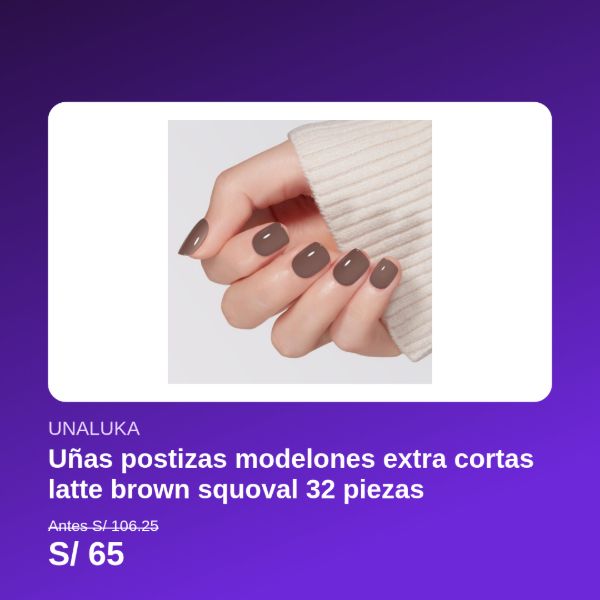 UNALUKA
Uñas postizas modelones extra cortas
latte brown squoval 32 piezas
Antes S/ 106.25
S/ 65